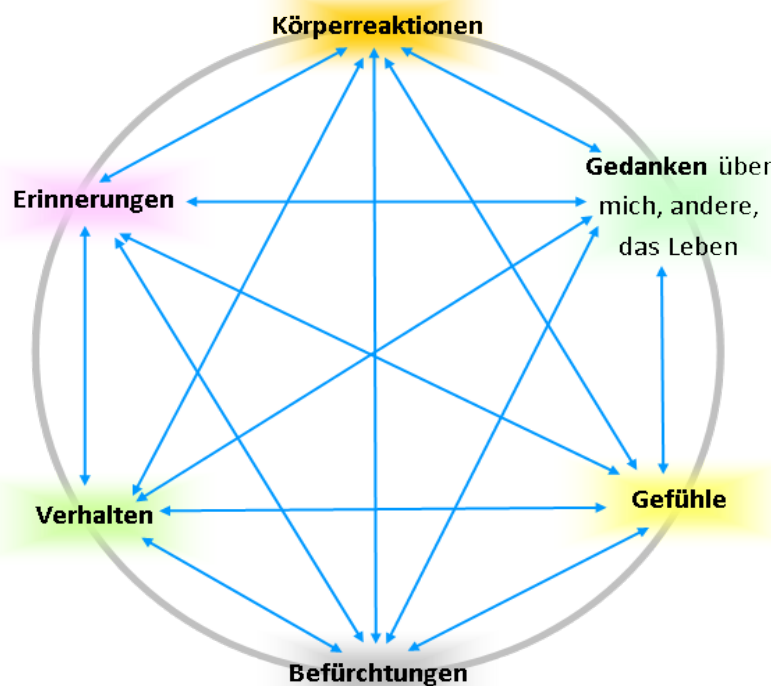 Körperreaktionen
Gedanken über
mich, andere,
das Leben
Erinnerungen
Gefühle
Verhalten
Befürchtungen